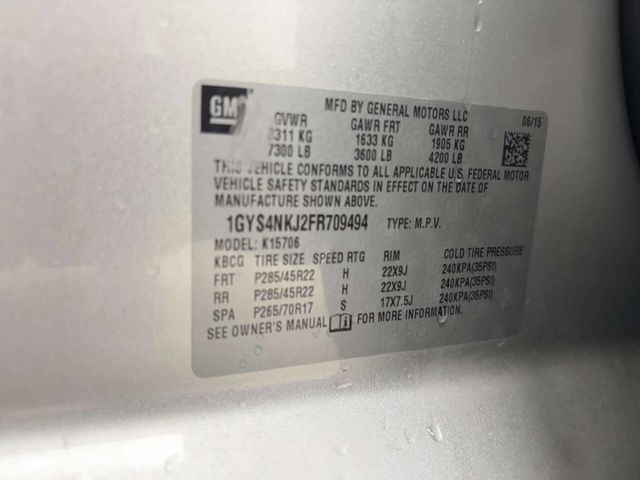 GM
MFD BY GENERAL MOTORS LLC
06/15
GVWR GAWR FRT GAWR RR
3311 KG 1633 KG 1905 KG
7300 LB 3600 LB 4200 LB
THIS VEHICLE CONFORMS TO ALL APPLICABLE U.S. FEDERAL MOTOR
VEHICLE SAFETY STANDARDS IN EFFECT ON THE DATE OF
MANUFACTURE SHOWN ABOVE.
1GYS4NKJ2FR709494 TYPE: M.P.V.
MODEL: K15706
KBCG TIRE SIZE SPEED RTG RIM COLD TIRE PRESSURE
FRT P285/45R22 H 22X9J 240KPA(35PSI)
RR P285/45R22 H 22X9J 240KPA(35PSI)
SPA P265/70R17 S 17X7.5J 240KPA(35PSI)
SEE OWNER'S MANUAL FOR MORE INFORMATION.